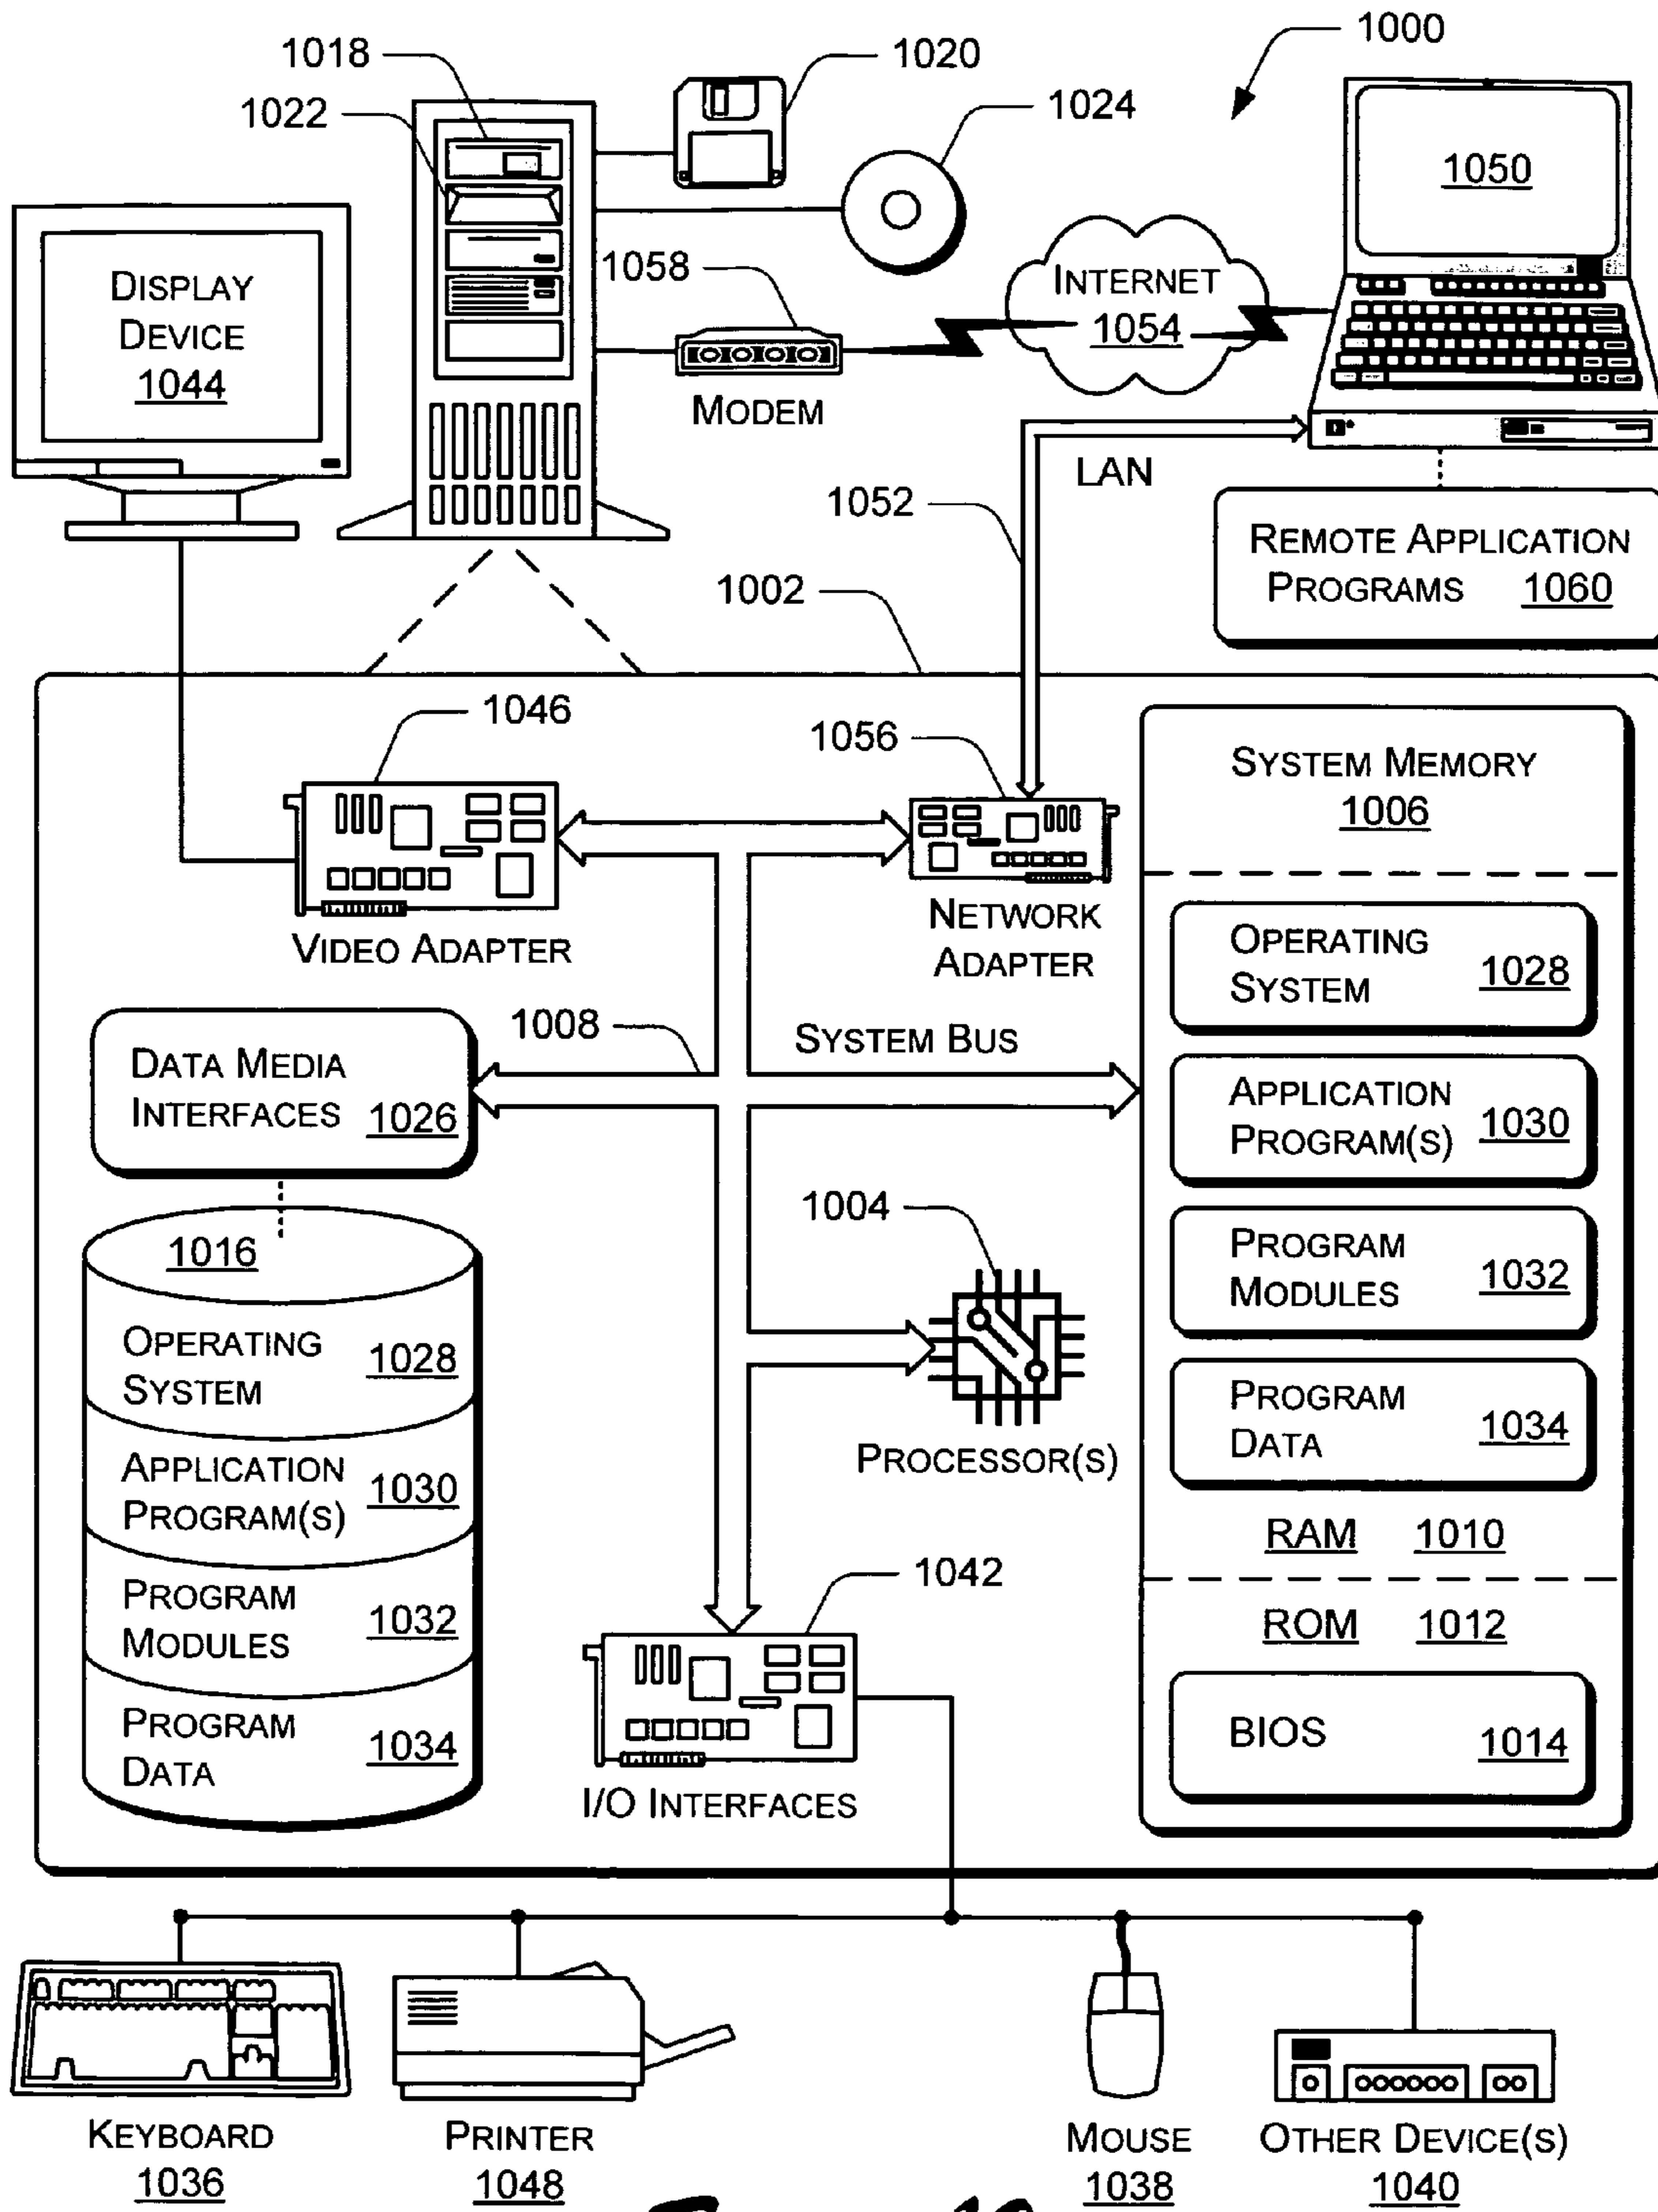 1000
1018
1020
1022
1024
1050
DISPLAY
DEVICE
1044
1058
MODEM
INTERNET
1054
LAN
1052
REMOTE APPLICATION
PROGRAMS 1060
1002
1046
VIDEO ADAPTER
1056
NETWORK
ADAPTER
SYSTEM MEMORY
1006
OPERATING
SYSTEM 1028
APPLICATION
PROGRAM(S) 1030
PROGRAM
MODULES 1032
PROGRAM
DATA 1034
RAM 1010
ROM 1012
BIOS 1014
1008
SYSTEM BUS
DATA MEDIA
INTERFACES 1026
1016
OPERATING
SYSTEM 1028
APPLICATION
PROGRAM(S) 1030
PROGRAM
MODULES 1032
PROGRAM
DATA 1034
1004
PROCESSOR(S)
1042
I/O INTERFACES
KEYBOARD
1036
PRINTER
1048
MOUSE
1038
OTHER DEVICE(S)
1040